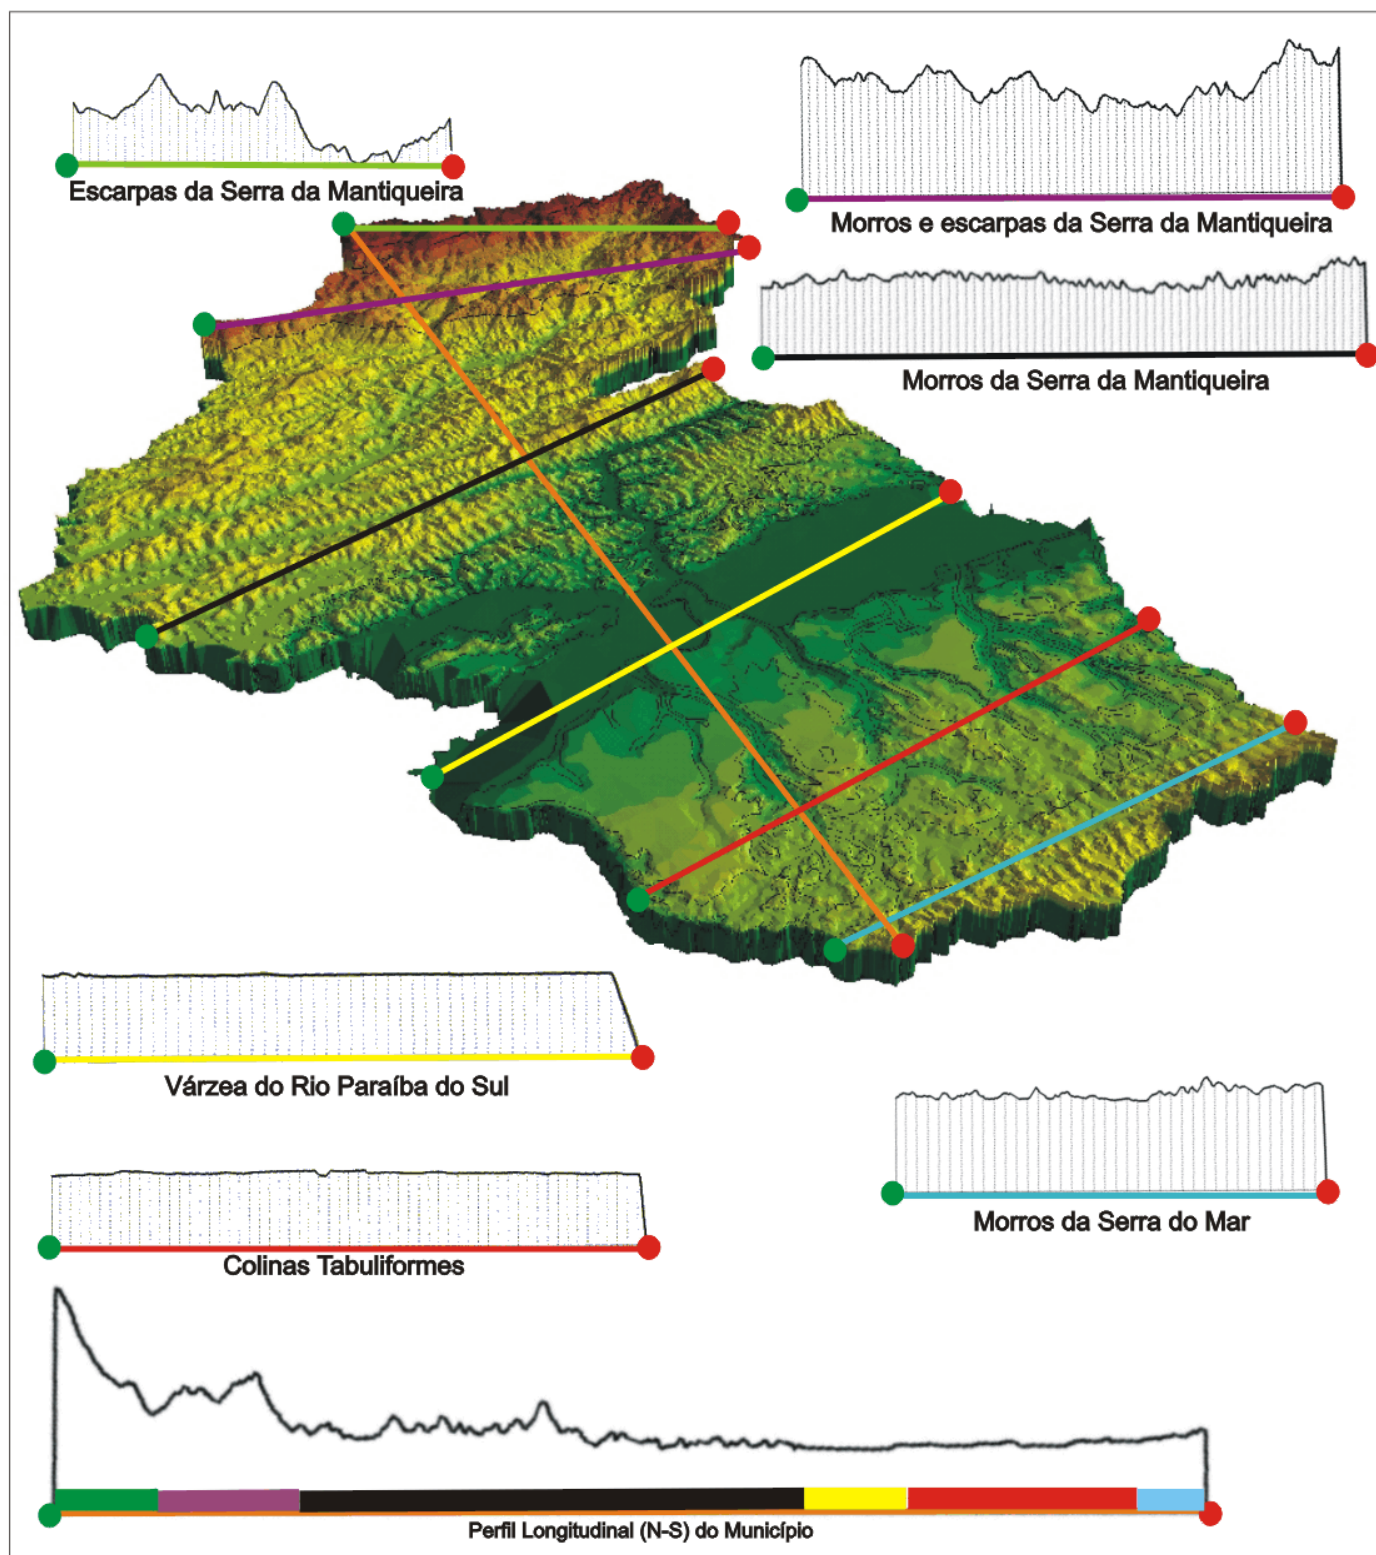 Escarpas da Serra da Mantiqueira
Morros e escarpas da Serra da Mantiqueira
Morros da Serra da Mantiqueira
Várzea do Rio Paraíba do Sul
Morros da Serra do Mar
Colinas Tabuliformes
Perfil Longitudinal (N-S) do Município